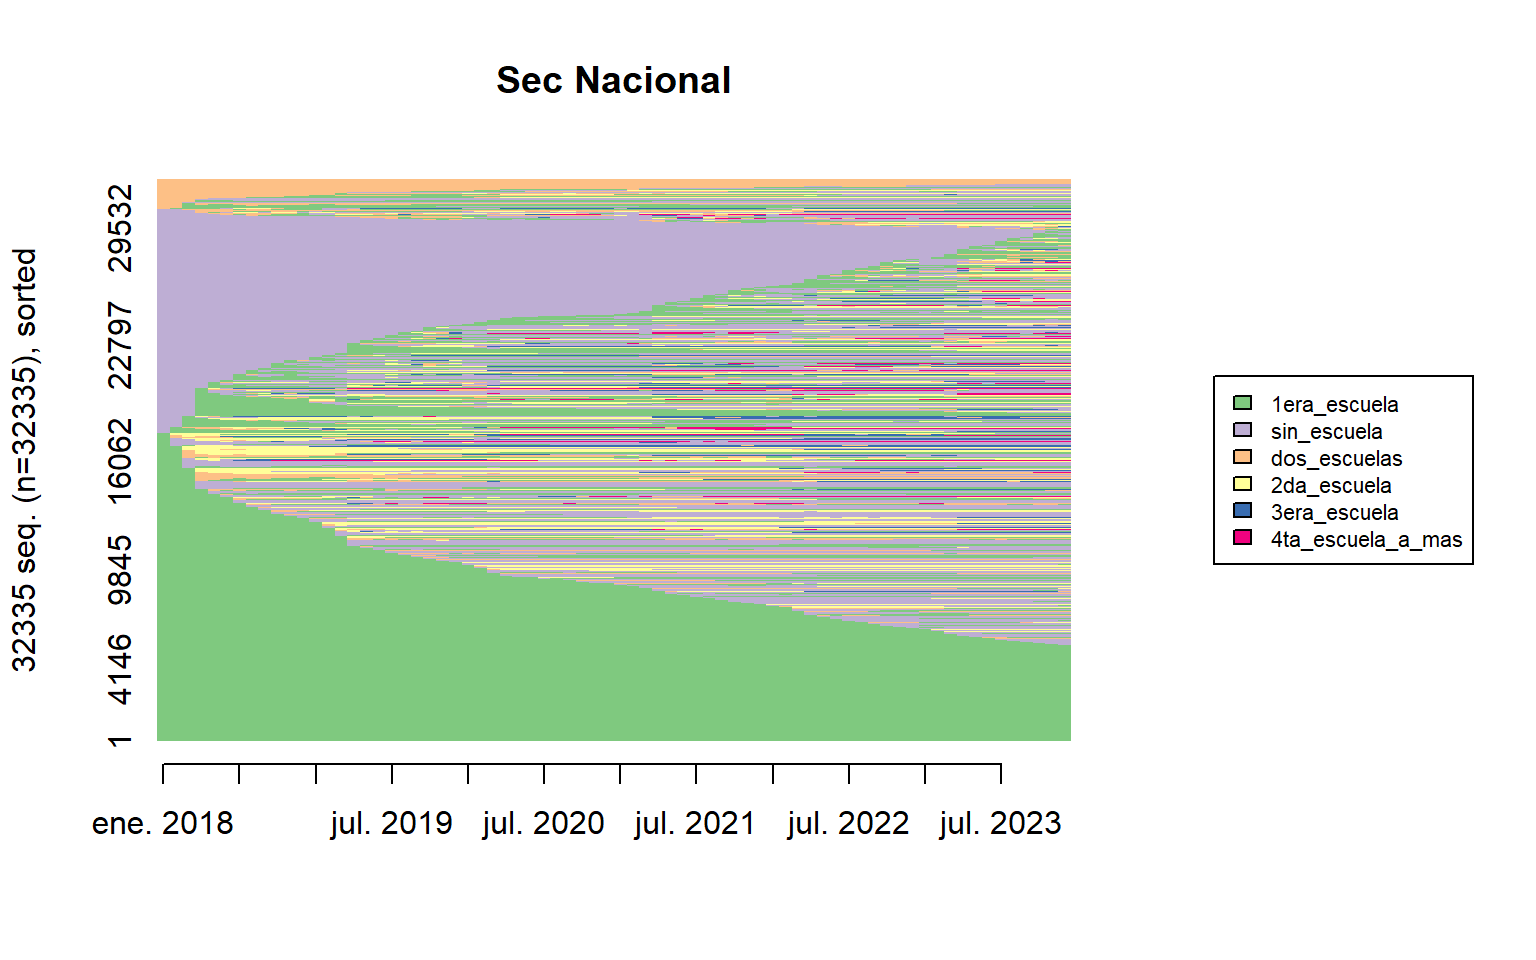 Sec Nacional
32335 seq. (n=32335), sorted
29532
22797
16062
9845
4146
1
ene. 2018
jul. 2019
jul. 2020
jul. 2021
jul. 2022
jul. 2023
1era_escuela
sin_escuela
dos_escuelas
2da_escuela
3era_escuela
4ta_escuela_a_mas